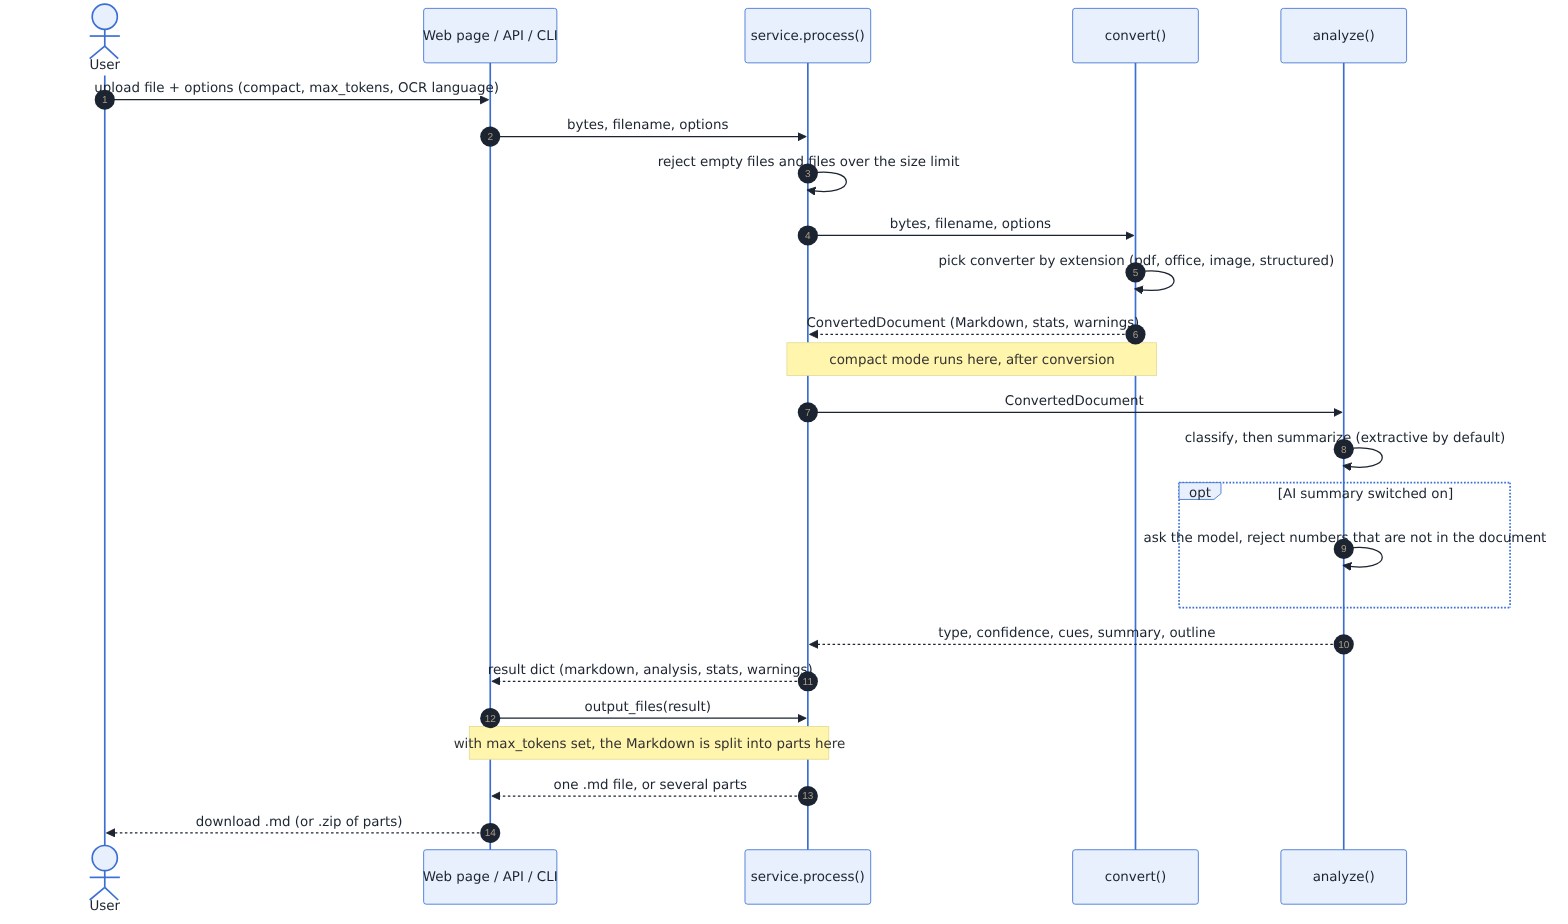 User
Web page / API / CLI
service.process()
convert()
analyze()
upload file + options (compact, max_tokens, OCR language)
1
bytes, filename, options
2
reject empty files and files over the size limit
3
bytes, filename, options
4
pick converter by extension (pdf, office, image, structured)
5
ConvertedDocument (Markdown, stats, warnings)
6
compact mode runs here, after conversion
ConvertedDocument
7
classify, then summarize (extractive by default)
8
opt
[AI summary switched on]
ask the model, reject numbers that are not in the document
9
type, confidence, cues, summary, outline
10
result dict (markdown, analysis, stats, warnings)
11
output_files(result)
12
with max_tokens set, the Markdown is split into parts here
one .md file, or several parts
13
download .md (or .zip of parts)
14
User
Web page / API / CLI
service.process()
convert()
analyze()